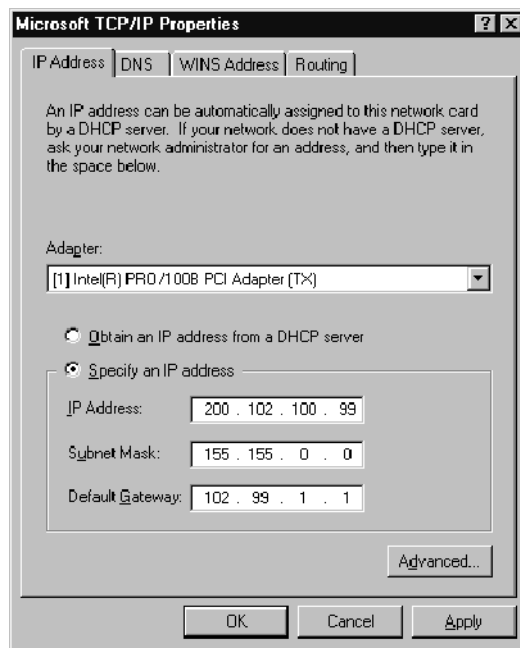 Microsoft TCP/IP Properties
IP Address DNS WINS Address Routing
An IP address can be automatically assigned to this network card
by a DHCP server. If your network does not have a DHCP server,
ask your network administrator for an address, and then type it in
the space below.
Adapter:
[1] Intel(R) PRO/100B PCI Adapter (TX)
Obtain an IP address from a DHCP server
Specify an IP address
IP Address: 200 . 102 . 100 . 99
Subnet Mask: 155 . 155 . 0 . 0
Default Gateway: 102 . 99 . 1 . 1
Advanced...
OK Cancel Apply